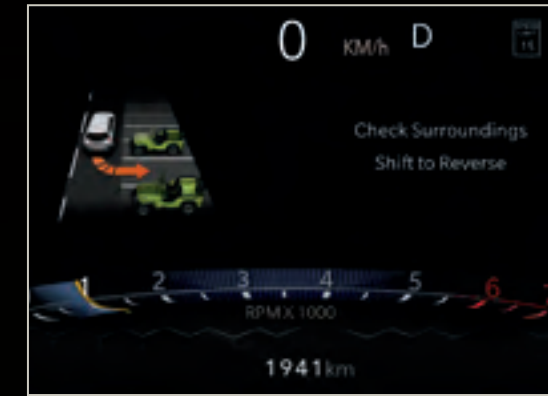 0 KM/h D
Check Surroundings
Shift to Reverse
1 2 3 4 5 6
RPM X 1000
1941km